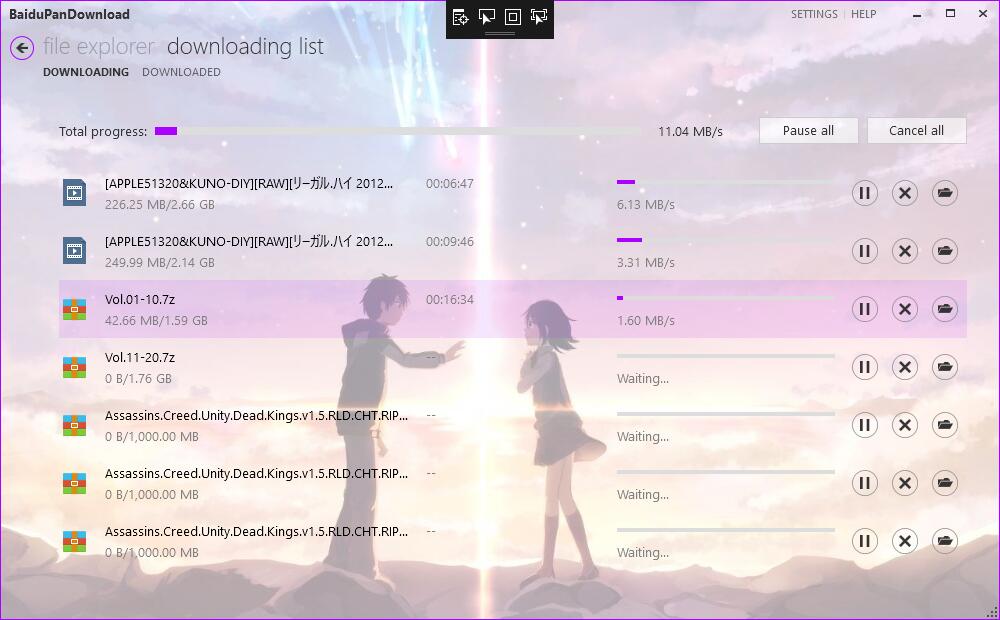 BaiduPanDownload
SETTINGS
HELP
file explorer downloading list
DOWNLOADING DOWNLOADED
Total progress: 11.04 MB/s Pause all Cancel all
[APPLE51320&KUNO-DIY][RAW][リーガル.ハイ 2012... 00:06:47
226.25 MB/2.66 GB 6.13 MB/s
[APPLE51320&KUNO-DIY][RAW][リーガル.ハイ 2012... 00:09:46
249.99 MB/2.14 GB 3.31 MB/s
Vol.01-10.7z 00:16:34
42.66 MB/1.59 GB 1.60 MB/s
Vol.11-20.7z --
0 B/1.76 GB Waiting...
Assassins.Creed.Unity.Dead.Kings.v1.5.RLD.CHT.RIP... --
0 B/1,000.00 MB Waiting...
Assassins.Creed.Unity.Dead.Kings.v1.5.RLD.CHT.RIP... --
0 B/1,000.00 MB Waiting...
Assassins.Creed.Unity.Dead.Kings.v1.5.RLD.CHT.RIP... --
0 B/1,000.00 MB Waiting...